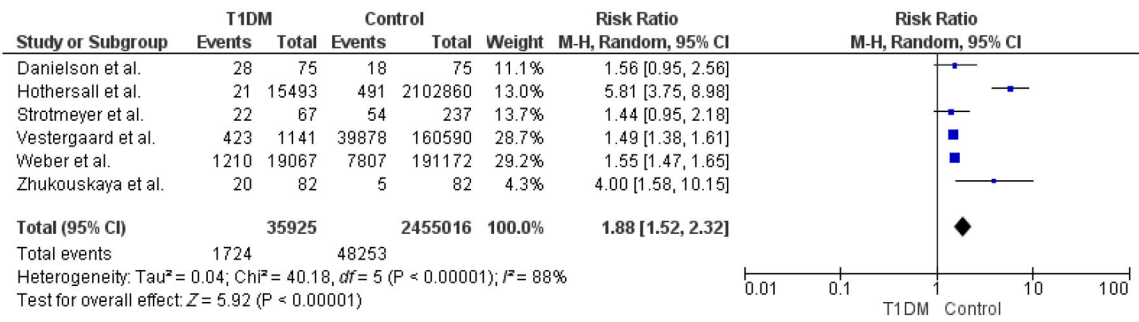 T1DM Control Risk Ratio Risk Ratio
Study or Subgroup Events Total Events Total Weight M-H, Random, 95% CI M-H, Random, 95% CI
Danielson et al. 28 75 18 75 11.1% 1.56 [0.95, 2.56]
Hothersall et al. 21 15493 491 2102860 13.0% 5.81 [3.75, 8.98]
Strotmeyer et al. 22 67 54 237 13.7% 1.44 [0.95, 2.18]
Vestergaard et al. 423 1141 39878 160590 28.7% 1.49 [1.38, 1.61]
Weber et al. 1210 19067 7807 191172 29.2% 1.55 [1.47, 1.65]
Zhukouskaya et al. 20 82 5 82 4.3% 4.00 [1.58, 10.15]
Total (95% CI) 35925 2455016 100.0% 1.88 [1.52, 2.32]
Total events 1724 48253
Heterogeneity: Tau² = 0.04; Chi² = 40.18, df = 5 (P < 0.00001); I² = 88%
Test for overall effect: Z = 5.92 (P < 0.00001)
0.01 0.1 1 10 100
T1DM Control